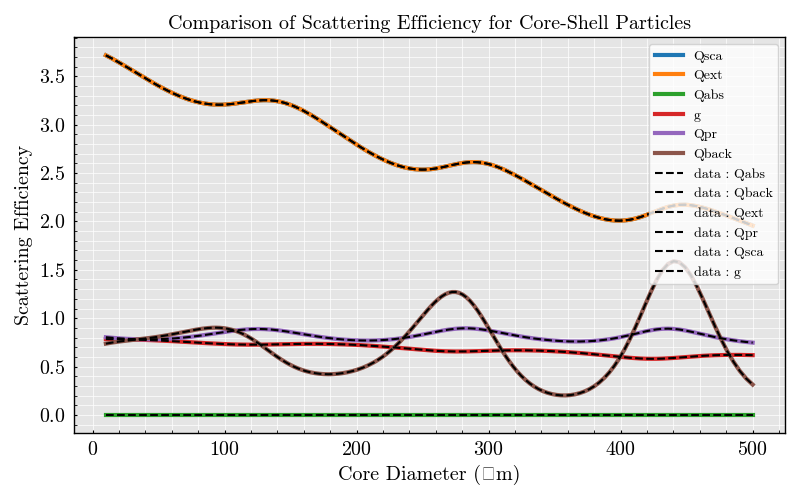 Comparison of Scattering Efficiency for Core-Shell Particles
Scattering Efficiency
3.5
3.0
2.5
2.0
1.5
1.0
0.5
0.0
0 100 200 300 400 500
Core Diameter (□m)
Qsca
Qext
Qabs
g
Qpr
Qback
data : Qabs
data : Qback
data : Qext
data : Qpr
data : Qsca
data : g